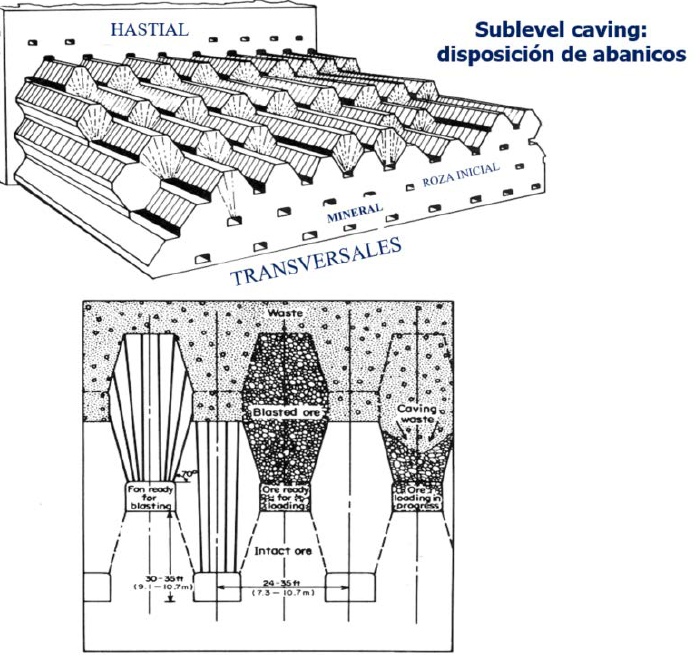 Sublevel caving:
disposición de abanicos
HASTIAL
ROZA INICIAL
MINERAL
TRANSVERSALES
Waste
Blasted ore
Caving
waste
70°
Fan ready
for
blasting
Ore ready
for
loading
Ore
loading in
progress
Intact ore
30-35 ft
(9.1-10.7m)
24-35 ft
(7.3-10.7m)